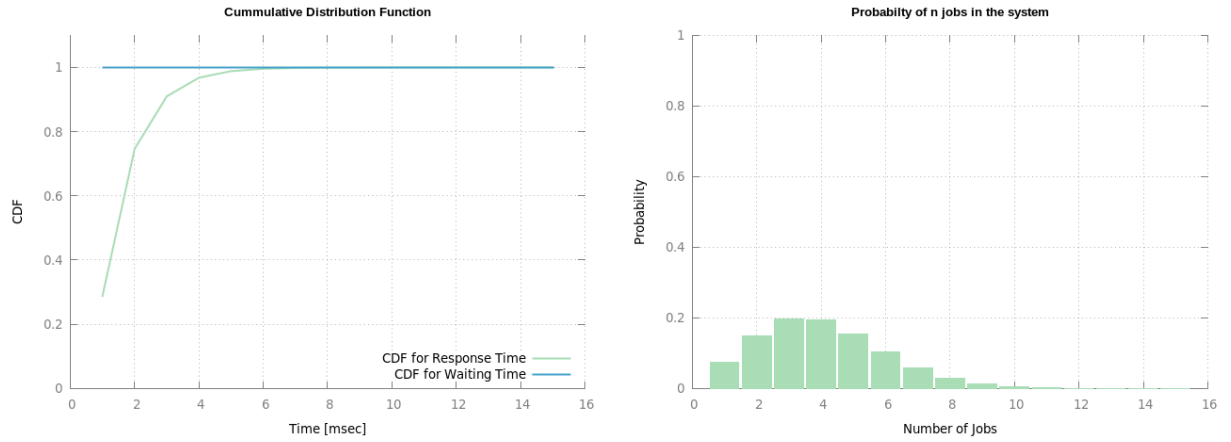 Cummulative Distribution Function
1
0.8
0.6
0.4
0.2
0
CDF
CDF for Response Time
CDF for Waiting Time
0 2 4 6 8 10 12 14 16
Time [msec]
Probabilty of n jobs in the system
1
0.8
0.6
0.4
0.2
0
Probability
0 2 4 6 8 10 12 14 16
Number of Jobs